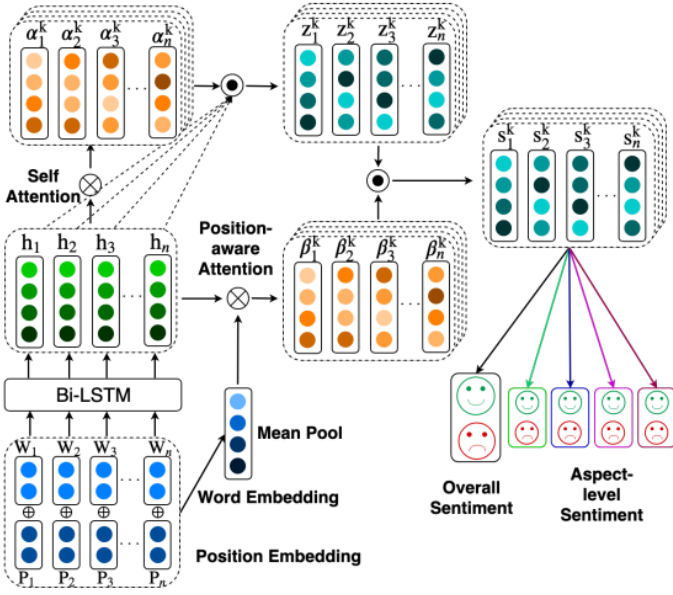 α₁ᵏ α₂ᵏ α₃ᵏ αₙᵏ
z₁ᵏ z₂ᵏ z₃ᵏ zₙᵏ
...
...
s₁ᵏ s₂ᵏ s₃ᵏ sₙᵏ
...
Self
Attention
Position-
aware
Attention
h₁ h₂ h₃ hₙ
...
β₁ᵏ β₂ᵏ β₃ᵏ βₙᵏ
...
Bi-LSTM
W₁ W₂ W₃ Wₙ
...
Mean Pool
Word Embedding
Overall
Sentiment
Aspect-
level
Sentiment
...
Position Embedding
P₁ P₂ P₃ Pₙ